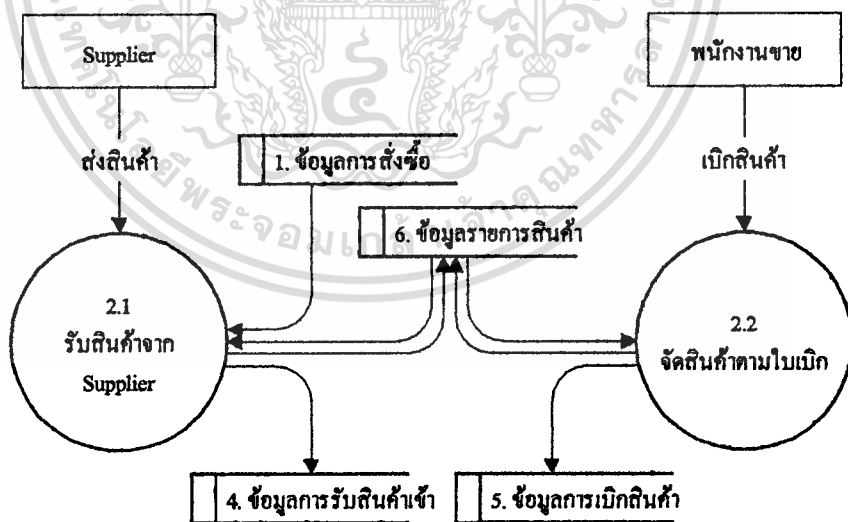 Supplier
พนักงานขาย
ส่งสินค้า
1. ข้อมูลการสั่งซื้อ
เบิกสินค้า
6. ข้อมูลรายการสินค้า
2.1
รับสินค้าจาก
Supplier
2.2
จัดสินค้าตามใบเบิก
4. ข้อมูลการรับสินค้าเข้า
5. ข้อมูลการเบิกสินค้า